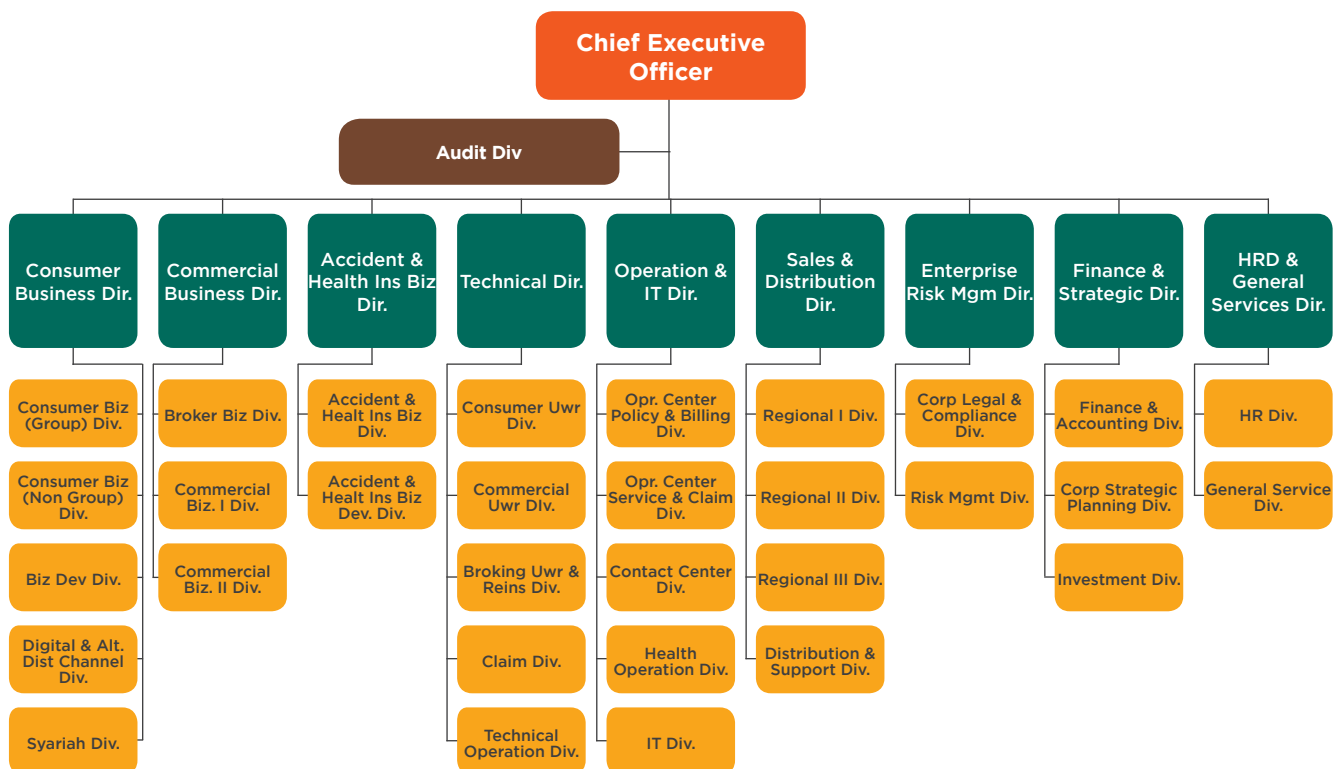 Chief Executive
Officer
Audit Div
Consumer
Business Dir.
Commercial
Business Dir.
Accident &
Health Ins Biz
Dir.
Technical Dir.
Operation &
IT Dir.
Sales &
Distribution
Dir.
Enterprise
Risk Mgm Dir.
Finance &
Strategic Dir.
HRD &
General
Services Dir.
Consumer Biz
(Group) Div.
Consumer Biz
(Non Group)
Div.
Biz Dev Div.
Digital & Alt.
Dist Channel
Div.
Syariah Div.
Broker Biz Div.
Commercial
Biz. I Div.
Commercial
Biz. II Div.
Accident &
Healt Ins Biz
Div.
Accident &
Healt Ins Biz
Dev. Div.
Consumer Uwr
Div.
Commercial
Uwr DIv.
Broking Uwr &
Reins Div.
Claim Div.
Technical
Operation Div.
Opr. Center
Policy & Billing
Div.
Opr. Center
Service & Claim
Div.
Contact Center
Div.
Health
Operation Div.
IT Div.
Regional I Div.
Regional II Div.
Regional III Div.
Distribution &
Support Div.
Corp Legal &
Compliance
Div.
Risk Mgmt Div.
Finance &
Accounting Div.
Corp Strategic
Planning Div.
Investment Div.
HR Div.
General Service
Div.